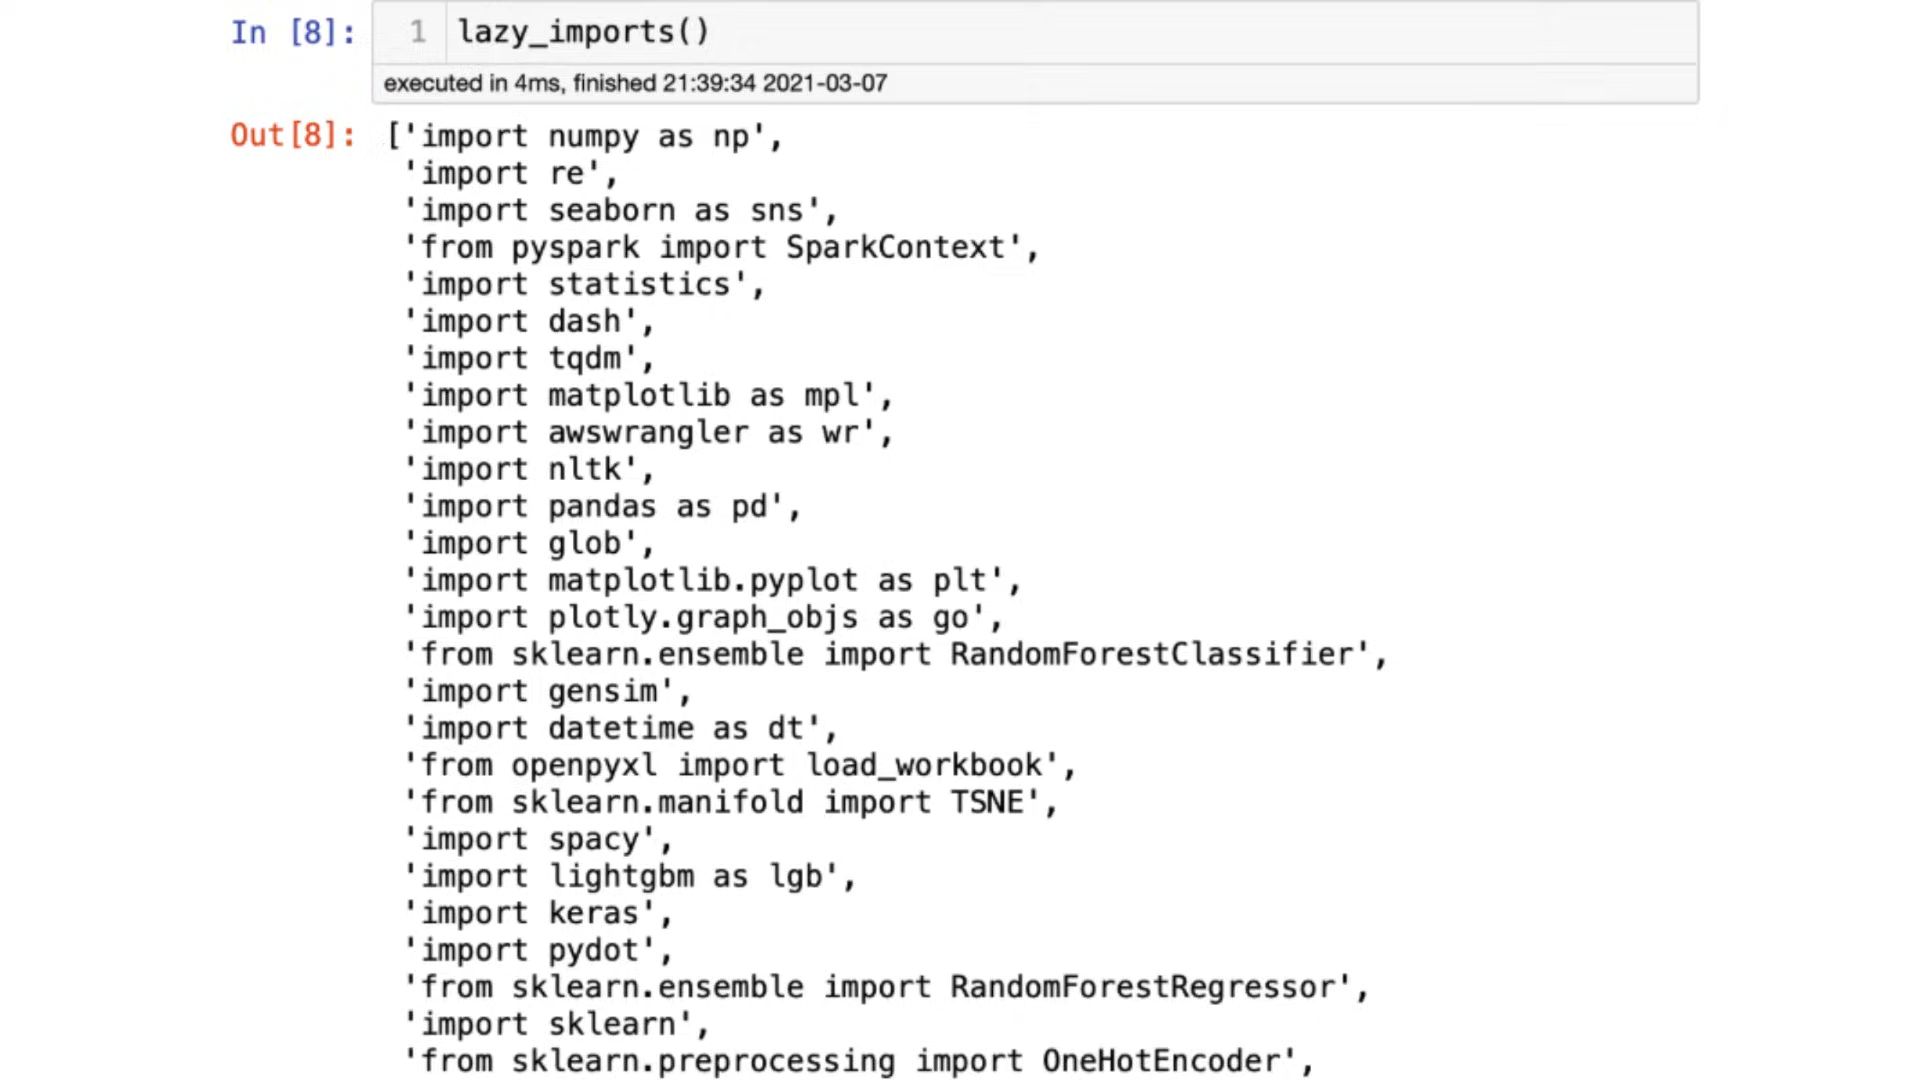 In [8]: 1 lazy_imports()
executed in 4ms, finished 21:39:34 2021-03-07
Out[8]: ['import numpy as np',
'import re',
'import seaborn as sns',
'from pyspark import SparkContext',
'import statistics',
'import dash',
'import tqdm',
'import matplotlib as mpl',
'import awswrangler as wr',
'import nltk',
'import pandas as pd',
'import glob',
'import matplotlib.pyplot as plt',
'import plotly.graph_objs as go',
'from sklearn.ensemble import RandomForestClassifier',
'import gensim',
'import datetime as dt',
'from openpyxl import load_workbook',
'from sklearn.manifold import TSNE',
'import spacy',
'import lightgbm as lgb',
'import keras',
'import pydot',
'from sklearn.ensemble import RandomForestRegressor',
'import sklearn',
'from sklearn.preprocessing import OneHotEncoder',